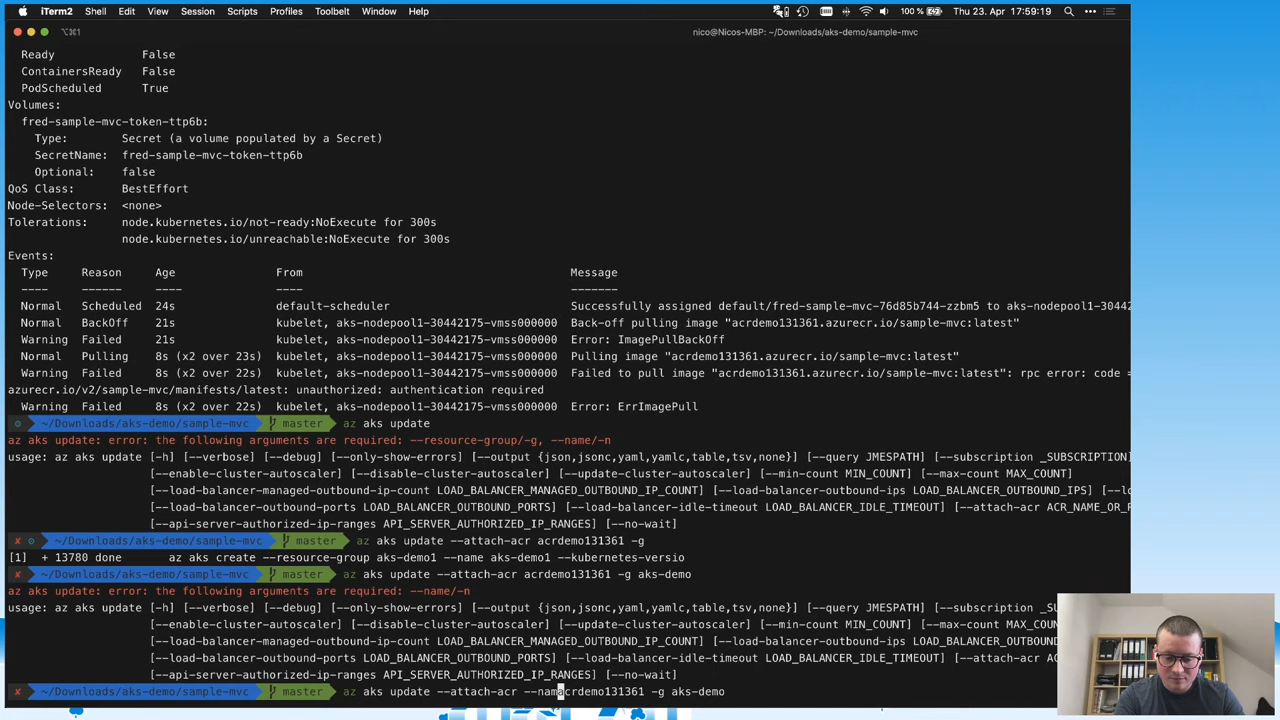 iTerm2 Shell Edit View Session Scripts Profiles Toolbelt Window Help 100 % Thu 23. Apr 17:59:19
⌥⌘1 nico@Nicos-MBP: ~/Downloads/aks-demo/sample-mvc
Ready False
ContainersReady False
PodScheduled True
Volumes:
fred-sample-mvc-token-ttp6b:
Type: Secret (a volume populated by a Secret)
SecretName: fred-sample-mvc-token-ttp6b
Optional: false
QoS Class: BestEffort
Node-Selectors: <none>
Tolerations: node.kubernetes.io/not-ready:NoExecute for 300s
node.kubernetes.io/unreachable:NoExecute for 300s
Events:
Type Reason Age From Message
---- ------ ---- ---- -------
Normal Scheduled 24s default-scheduler Successfully assigned default/fred-sample-mvc-76d85b744-zzbm5 to aks-nodepool1-30442
Normal BackOff 21s kubelet, aks-nodepool1-30442175-vmss000000 Back-off pulling image "acrdemo131361.azurecr.io/sample-mvc:latest"
Warning Failed 21s kubelet, aks-nodepool1-30442175-vmss000000 Error: ImagePullBackOff
Normal Pulling 8s (x2 over 23s) kubelet, aks-nodepool1-30442175-vmss000000 Pulling image "acrdemo131361.azurecr.io/sample-mvc:latest"
Warning Failed 8s (x2 over 22s) kubelet, aks-nodepool1-30442175-vmss000000 Failed to pull image "acrdemo131361.azurecr.io/sample-mvc:latest": rpc error: code =
azurecr.io/v2/sample-mvc/manifests/latest: unauthorized: authentication required
Warning Failed 8s (x2 over 22s) kubelet, aks-nodepool1-30442175-vmss000000 Error: ErrImagePull
~/Downloads/aks-demo/sample-mvc master az aks update
az aks update: error: the following arguments are required: --resource-group/-g, --name/-n
usage: az aks update [-h] [--verbose] [--debug] [--only-show-errors] [--output {json,jsonc,yaml,yamlc,table,tsv,none}] [--query JMESPATH] [--subscription _SUBSCRIPTION]
[--enable-cluster-autoscaler] [--disable-cluster-autoscaler] [--update-cluster-autoscaler] [--min-count MIN_COUNT] [--max-count MAX_COUNT]
[--load-balancer-managed-outbound-ip-count LOAD_BALANCER_MANAGED_OUTBOUND_IP_COUNT] [--load-balancer-outbound-ips LOAD_BALANCER_OUTBOUND_IPS] [--lo
[--load-balancer-outbound-ports LOAD_BALANCER_OUTBOUND_PORTS] [--load-balancer-idle-timeout LOAD_BALANCER_IDLE_TIMEOUT] [--attach-acr ACR_NAME_OR_R
[--api-server-authorized-ip-ranges API_SERVER_AUTHORIZED_IP_RANGES] [--no-wait]
✘ ~/Downloads/aks-demo/sample-mvc master az aks update --attach-acr acrdemo131361 -g
[1] + 13780 done az aks create --resource-group aks-demo1 --name aks-demo1 --kubernetes-versio
✘ ~/Downloads/aks-demo/sample-mvc master az aks update --attach-acr acrdemo131361 -g aks-demo
az aks update: error: the following arguments are required: --name/-n
usage: az aks update [-h] [--verbose] [--debug] [--only-show-errors] [--output {json,jsonc,yaml,yamlc,table,tsv,none}] [--query JMESPATH] [--subscription _SU
[--enable-cluster-autoscaler] [--disable-cluster-autoscaler] [--update-cluster-autoscaler] [--min-count MIN_COUNT] [--max
[--load-balancer-managed-outbound-ip-count LOAD_BALANCER_MANAGED_OUTBOUND_IP_COUNT] [--load-balancer-outbound-ips LOAD_BA
[--load-balancer-outbound-ports LOAD_BALANCER_OUTBOUND_PORTS] [--load-balancer-idle-timeout LOAD_BALANCER_IDLE_TIMEOUT] [--attach-acr ACR
[--api-server-authorized-ip-ranges API_SERVER_AUTHORIZED_IP_RANGES] [--no-wait]
✘ ~/Downloads/aks-demo/sample-mvc master az aks update --attach-acr --namacrdemo131361 -g aks-demo